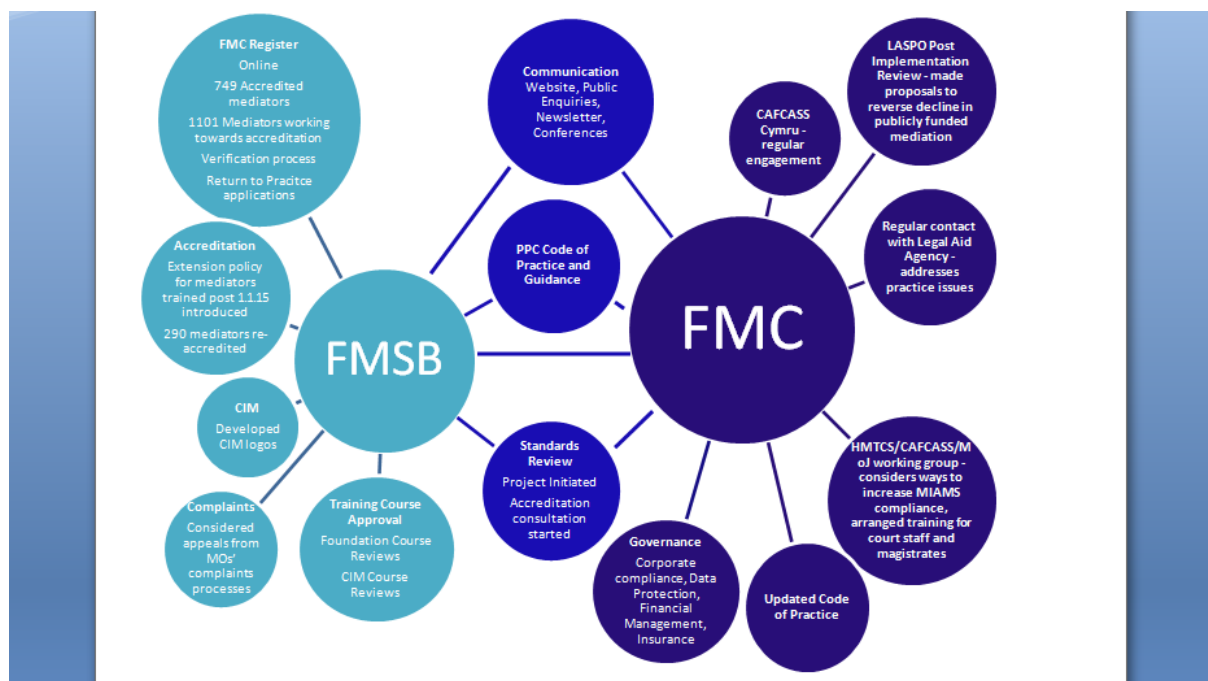 FMC Register
Online
749 Accredited
mediators
1101 Mediators working
towards accreditation
Verification process
Return to Pracitce
applications
Accreditation
Extension policy
for mediators
trained post 1.1.15
introduced
290 mediators re-
accredited
CIM
Developed
CIM logos
Complaints
Considered
appeals from
MOs'
complaints
processes
Training Course
Approval
Foundation Course
Reviews
CIM Course
Reviews
FMSB
Communication
Website, Public
Enquiries,
Newsletter,
Conferences
PPC Code of
Practice and
Guidance
Standards
Review
Project Initiated
Accreditation
consultation
started
FMC
CAFCASS
Cymru -
regular
engagement
LASPO Post
Implementation
Review - made
proposals to
reverse decline in
publicly funded
mediation
Regular contact
with Legal Aid
Agency -
addresses
practice issues
HMTCS/CAFCASS/M
oJ working group -
considers ways to
increase MIAMS
compliance,
arranged training for
court staff and
magistrates
Updated Code
of Practice
Governance
Corporate
compliance, Data
Protection,
Financial
Management,
Insurance